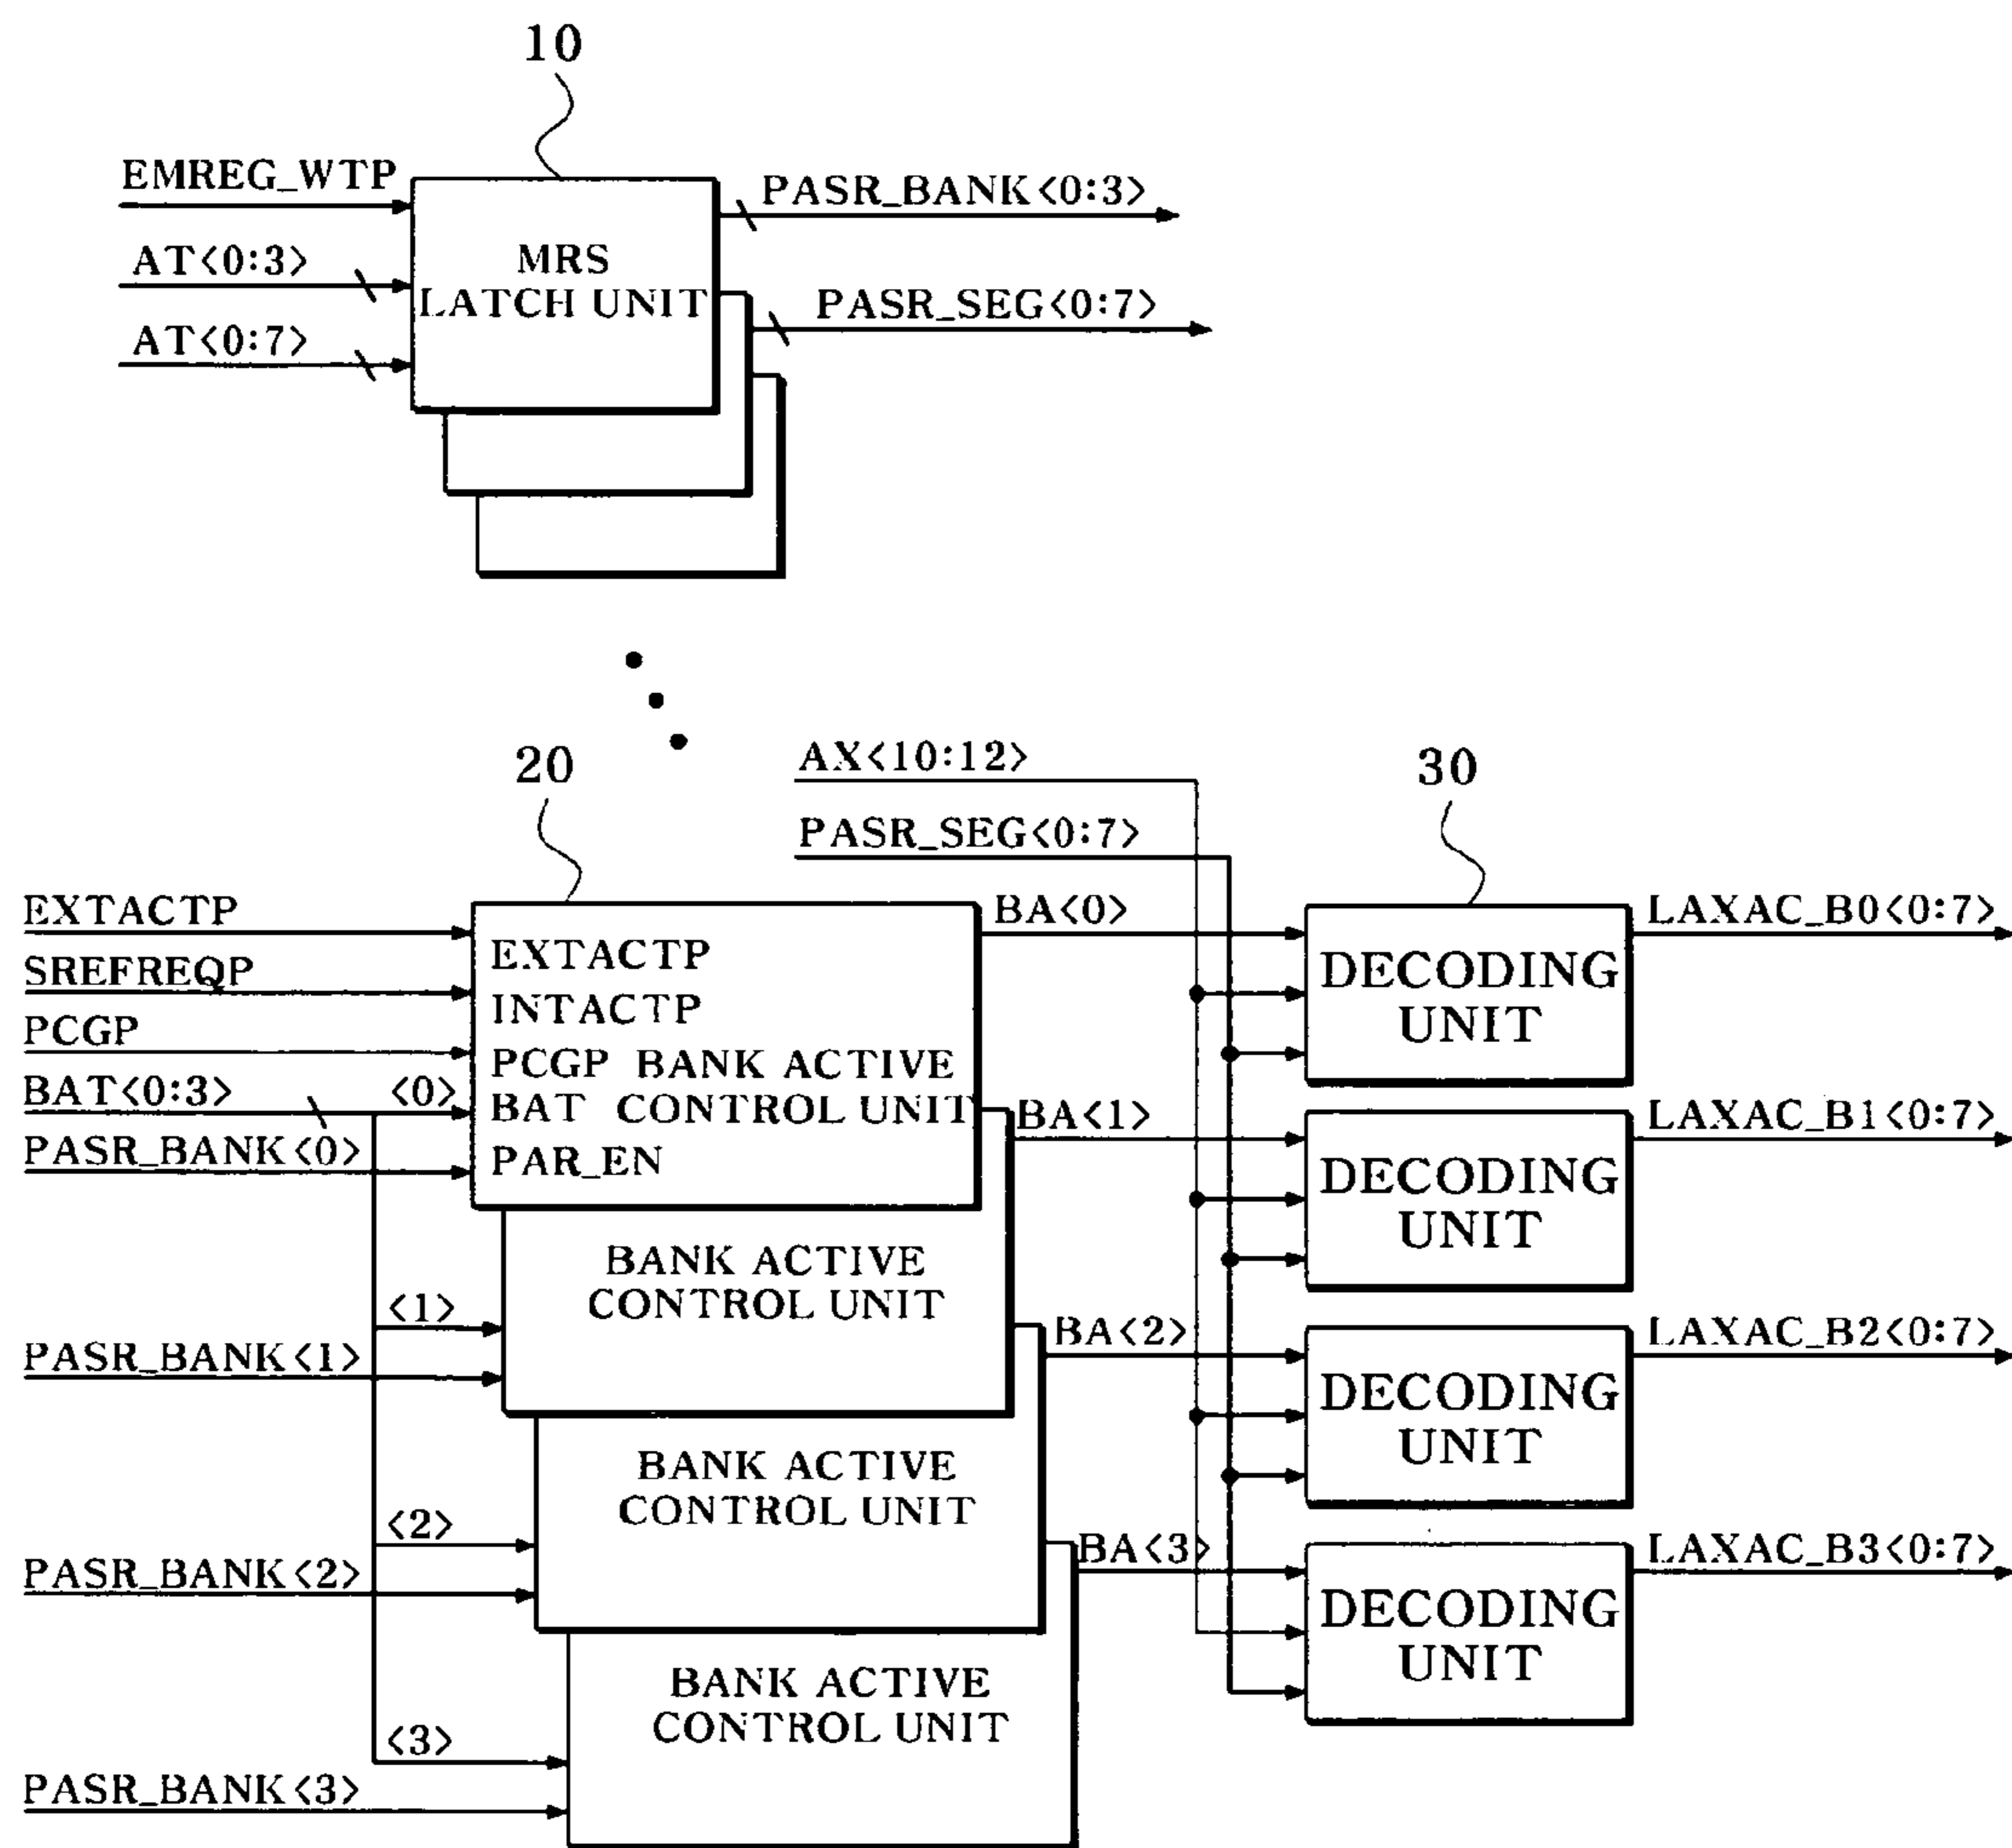 10
EMREG_WTP
AT<0:3>
AT<0:7>
MRS
LATCH UNIT
PASR_BANK<0:3>
PASR_SEG<0:7>
20
AX<10:12>
PASR_SEG<0:7>
30
EXTACTP
SREFREQP
PCGP
BAT<0:3>
<0>
PASR_BANK<0>
EXTACTP
INTACTP
PCGP BANK ACTIVE
BAT CONTROL UNIT
PAR_EN
BA<0>
DECODING
UNIT
LAXAC_B0<0:7>
<1>
PASR_BANK<1>
BANK ACTIVE
CONTROL UNIT
BA<1>
DECODING
UNIT
LAXAC_B1<0:7>
<2>
PASR_BANK<2>
BANK ACTIVE
CONTROL UNIT
BA<2>
DECODING
UNIT
LAXAC_B2<0:7>
<3>
PASR_BANK<3>
BANK ACTIVE
CONTROL UNIT
BA<3>
DECODING
UNIT
LAXAC_B3<0:7>